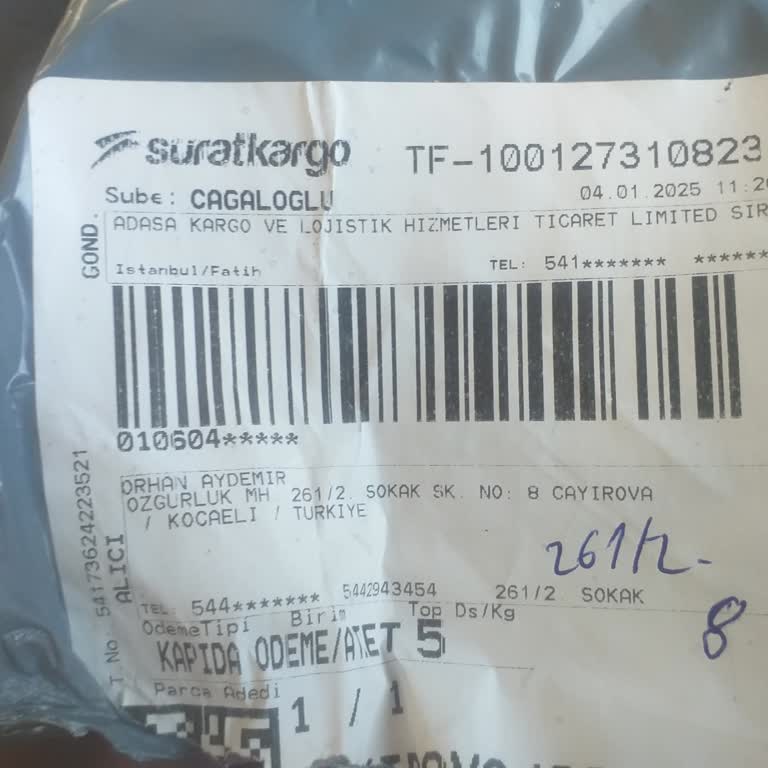 suratkargo TF-100127310823
Sube: CAGALOGLU 04.01.2025 11:20
GOND. ADASA KARGO VE LOJISTIK HIZMETLERI TICARET LIMITED SIR
Istanbul/Fatih TEL: 541******* ******
010604*****
T.No: 54173624223521
ALICI
ORHAN AYDEMIR
OZGURLUK MH 261/2. SOKAK SK. NO: 8 CAYIROVA
/ KOCAELI / TURKIYE
261/2-
8
TEL: 544******* 5442943454 261/2 SOKAK
OdemeTipi Birim Top Ds/Kg
KAPIDA ODEME/ 5
Parca Adedi
1 / 1